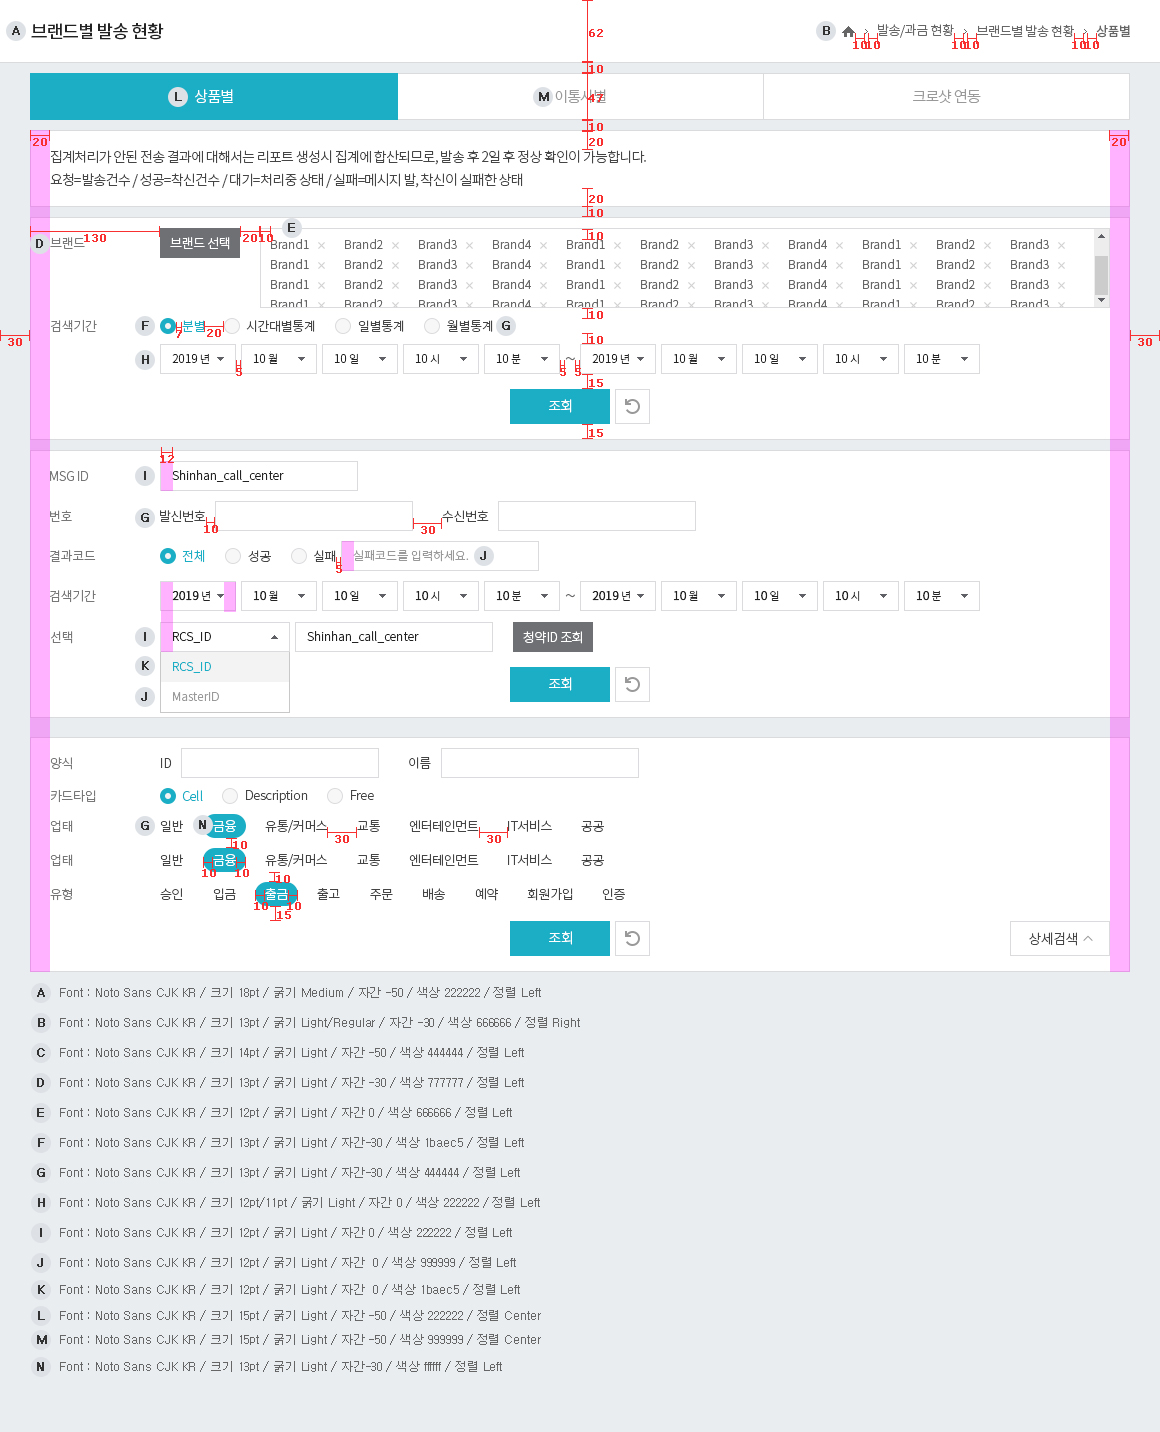 A 브랜드별 발송 현황
B 발송/과금 현황 브랜드별 발송 현황 상품별
10 10 10 10 10 10
62
10
L 상품별 M 이통사별 크로샷 연동
47
10
20 20 20
집계처리가 안된 전송 결과에 대해서는 리포트 생성시 집계에 합산되므로, 발송 후 2일 후 정상 확인이 가능합니다.
요청=발송건수 / 성공=착신건수 / 대기=처리중 상태 / 실패=메시지 발, 착신이 실패한 상태
20
10
E
D 브랜드 130 브랜드 선택 20 10 10
Brand1 × Brand2 × Brand3 × Brand4 × Brand1 × Brand2 × Brand3 × Brand4 × Brand1 × Brand2 × Brand3 ×
Brand1 × Brand2 × Brand3 × Brand4 × Brand1 × Brand2 × Brand3 × Brand4 × Brand1 × Brand2 × Brand3 ×
Brand1 × Brand2 × Brand3 × Brand4 × Brand1 × Brand2 × Brand3 × Brand4 × Brand1 × Brand2 × Brand3 ×
Brand1 × Brand2 × Brand3 × Brand4 × Brand1 × Brand2 × Brand3 × Brand4 × Brand1 × Brand2 × Brand3 ×
10
검색기간 F 분별 시간대별통계 일별통계 월별통계 G
7 20
30 10 30
H 2019 년 10 월 10 일 10 시 10 분 ~ 2019 년 10 월 10 일 10 시 10 분
5 5 5
15
조회
15
12
MSG ID I Shinhan_call_center
번호 G 발신번호 수신번호
10 30
결과코드 전체 성공 실패 실패코드를 입력하세요. J
5
검색기간 2019 년 10 월 10 일 10 시 10 분 ~ 2019 년 10 월 10 일 10 시 10 분
선택 I RCS_ID Shinhan_call_center 청약ID 조회
K RCS_ID
J MasterID
조회
양식 ID 이름
카드타입 Cell Description Free
업태 G 일반 N 금융 유통/커머스 교통 엔터테인먼트 IT서비스 공공
30 30
10
업태 일반 금융 유통/커머스 교통 엔터테인먼트 IT서비스 공공
10 10
10
유형 승인 입금 출금 출고 주문 배송 예약 회원가입 인증
10 10
15
조회 상세검색
A Font : Noto Sans CJK KR / 크기 18pt / 굵기 Medium / 자간 -50 / 색상 222222 / 정렬 Left
B Font : Noto Sans CJK KR / 크기 13pt / 굵기 Light/Regular / 자간 -30 / 색상 666666 / 정렬 Right
C Font : Noto Sans CJK KR / 크기 14pt / 굵기 Light / 자간 -50 / 색상 444444 / 정렬 Left
D Font : Noto Sans CJK KR / 크기 13pt / 굵기 Light / 자간 -30 / 색상 777777 / 정렬 Left
E Font : Noto Sans CJK KR / 크기 12pt / 굵기 Light / 자간 0 / 색상 666666 / 정렬 Left
F Font : Noto Sans CJK KR / 크기 13pt / 굵기 Light / 자간-30 / 색상 1baec5 / 정렬 Left
G Font : Noto Sans CJK KR / 크기 13pt / 굵기 Light / 자간-30 / 색상 444444 / 정렬 Left
H Font : Noto Sans CJK KR / 크기 12pt/11pt / 굵기 Light / 자간 0 / 색상 222222 / 정렬 Left
I Font : Noto Sans CJK KR / 크기 12pt / 굵기 Light / 자간 0 / 색상 222222 / 정렬 Left
J Font : Noto Sans CJK KR / 크기 12pt / 굵기 Light / 자간 0 / 색상 999999 / 정렬 Left
K Font : Noto Sans CJK KR / 크기 12pt / 굵기 Light / 자간 0 / 색상 1baec5 / 정렬 Left
L Font : Noto Sans CJK KR / 크기 15pt / 굵기 Light / 자간 -50 / 색상 222222 / 정렬 Center
M Font : Noto Sans CJK KR / 크기 15pt / 굵기 Light / 자간 -50 / 색상 999999 / 정렬 Center
N Font : Noto Sans CJK KR / 크기 13pt / 굵기 Light / 자간-30 / 색상 ffffff / 정렬 Left